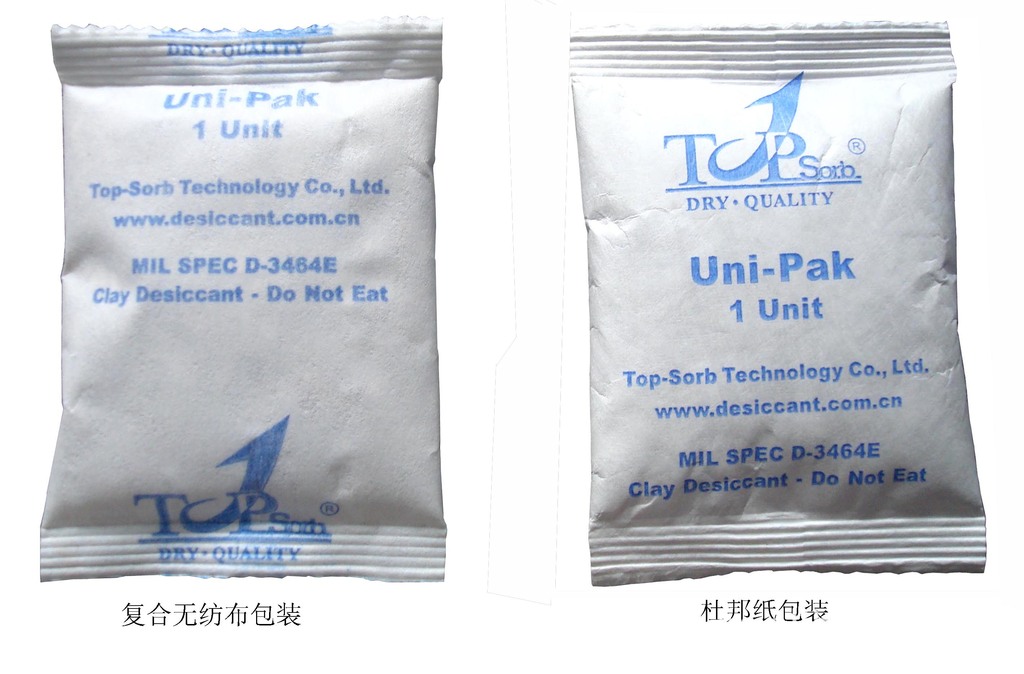 DRY·QUALITY
Uni-Pak
1 Unit
Top-Sorb Technology Co., Ltd.
www.desiccant.com.cn
MIL SPEC D-3464E
Clay Desiccant - Do Not Eat
TOP Sorb®
DRY·QUALITY
复合无纺布包装
TOP Sorb®
DRY·QUALITY
Uni-Pak
1 Unit
Top-Sorb Technology Co., Ltd.
www.desiccant.com.cn
MIL SPEC D-3464E
Clay Desiccant - Do Not Eat
杜邦纸包装